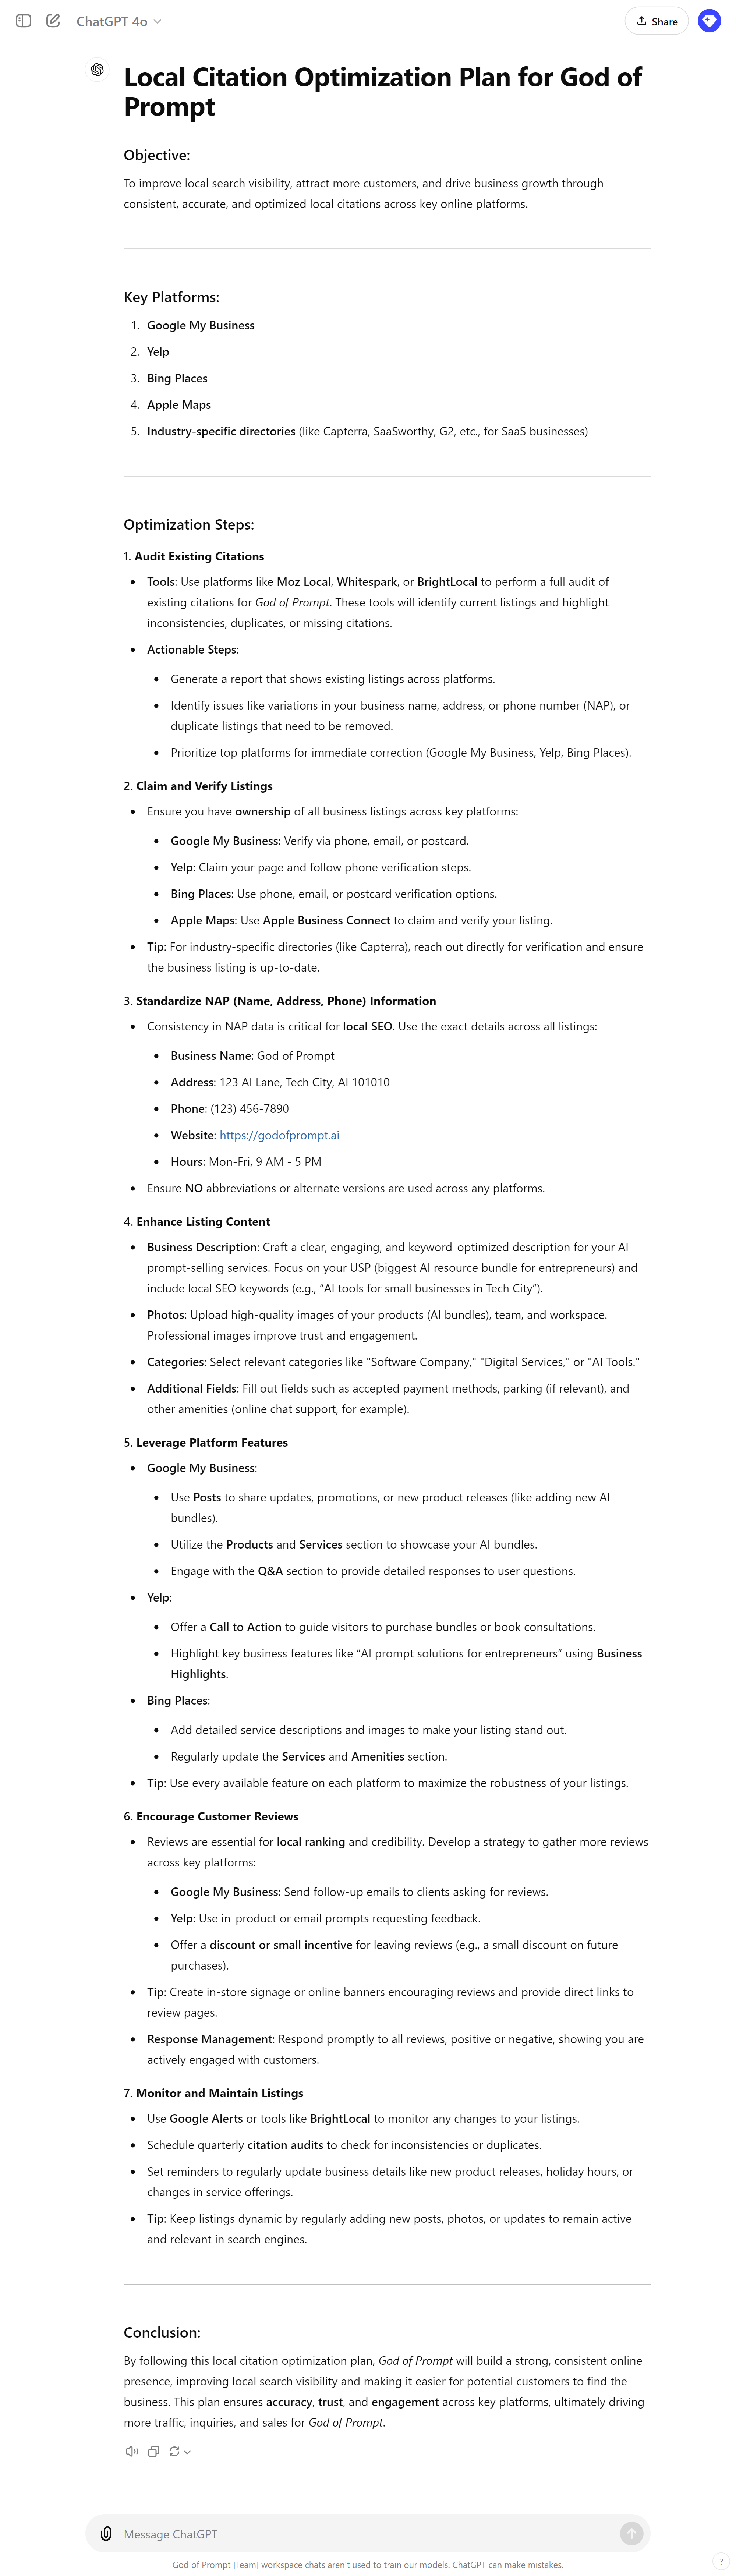 ChatGPT 4o
Share
Local Citation Optimization Plan for God of
Prompt
Objective:
To improve local search visibility, attract more customers, and drive business growth through
consistent, accurate, and optimized local citations across key online platforms.
Key Platforms:
1. Google My Business
2. Yelp
3. Bing Places
4. Apple Maps
5. Industry-specific directories (like Capterra, SaaSworthy, G2, etc., for SaaS businesses)
Optimization Steps:
1. Audit Existing Citations
• Tools: Use platforms like Moz Local, Whitespark, or BrightLocal to perform a full audit of
existing citations for God of Prompt. These tools will identify current listings and highlight
inconsistencies, duplicates, or missing citations.
• Actionable Steps:
• Generate a report that shows existing listings across platforms.
• Identify issues like variations in your business name, address, or phone number (NAP), or
duplicate listings that need to be removed.
• Prioritize top platforms for immediate correction (Google My Business, Yelp, Bing Places).
2. Claim and Verify Listings
• Ensure you have ownership of all business listings across key platforms:
• Google My Business: Verify via phone, email, or postcard.
• Yelp: Claim your page and follow phone verification steps.
• Bing Places: Use phone, email, or postcard verification options.
• Apple Maps: Use Apple Business Connect to claim and verify your listing.
• Tip: For industry-specific directories (like Capterra), reach out directly for verification and ensure
the business listing is up-to-date.
3. Standardize NAP (Name, Address, Phone) Information
• Consistency in NAP data is critical for local SEO. Use the exact details across all listings:
• Business Name: God of Prompt
• Address: 123 AI Lane, Tech City, AI 101010
• Phone: (123) 456-7890
• Website: https://godofprompt.ai
• Hours: Mon-Fri, 9 AM - 5 PM
• Ensure NO abbreviations or alternate versions are used across any platforms.
4. Enhance Listing Content
• Business Description: Craft a clear, engaging, and keyword-optimized description for your AI
prompt-selling services. Focus on your USP (biggest AI resource bundle for entrepreneurs) and
include local SEO keywords (e.g., “AI tools for small businesses in Tech City”).
• Photos: Upload high-quality images of your products (AI bundles), team, and workspace.
Professional images improve trust and engagement.
• Categories: Select relevant categories like "Software Company," "Digital Services," or "AI Tools."
• Additional Fields: Fill out fields such as accepted payment methods, parking (if relevant), and
other amenities (online chat support, for example).
5. Leverage Platform Features
• Google My Business:
• Use Posts to share updates, promotions, or new product releases (like adding new AI
bundles).
• Utilize the Products and Services section to showcase your AI bundles.
• Engage with the Q&A section to provide detailed responses to user questions.
• Yelp:
• Offer a Call to Action to guide visitors to purchase bundles or book consultations.
• Highlight key business features like “AI prompt solutions for entrepreneurs” using Business
Highlights.
• Bing Places:
• Add detailed service descriptions and images to make your listing stand out.
• Regularly update the Services and Amenities section.
• Tip: Use every available feature on each platform to maximize the robustness of your listings.
6. Encourage Customer Reviews
• Reviews are essential for local ranking and credibility. Develop a strategy to gather more reviews
across key platforms:
• Google My Business: Send follow-up emails to clients asking for reviews.
• Yelp: Use in-product or email prompts requesting feedback.
• Offer a discount or small incentive for leaving reviews (e.g., a small discount on future
purchases).
• Tip: Create in-store signage or online banners encouraging reviews and provide direct links to
review pages.
• Response Management: Respond promptly to all reviews, positive or negative, showing you are
actively engaged with customers.
7. Monitor and Maintain Listings
• Use Google Alerts or tools like BrightLocal to monitor any changes to your listings.
• Schedule quarterly citation audits to check for inconsistencies or duplicates.
• Set reminders to regularly update business details like new product releases, holiday hours, or
changes in service offerings.
• Tip: Keep listings dynamic by regularly adding new posts, photos, or updates to remain active
and relevant in search engines.
Conclusion:
By following this local citation optimization plan, God of Prompt will build a strong, consistent online
presence, improving local search visibility and making it easier for potential customers to find the
business. This plan ensures accuracy, trust, and engagement across key platforms, ultimately driving
more traffic, inquiries, and sales for God of Prompt.
Message ChatGPT
God of Prompt [Team] workspace chats aren't used to train our models. ChatGPT can make mistakes.
?